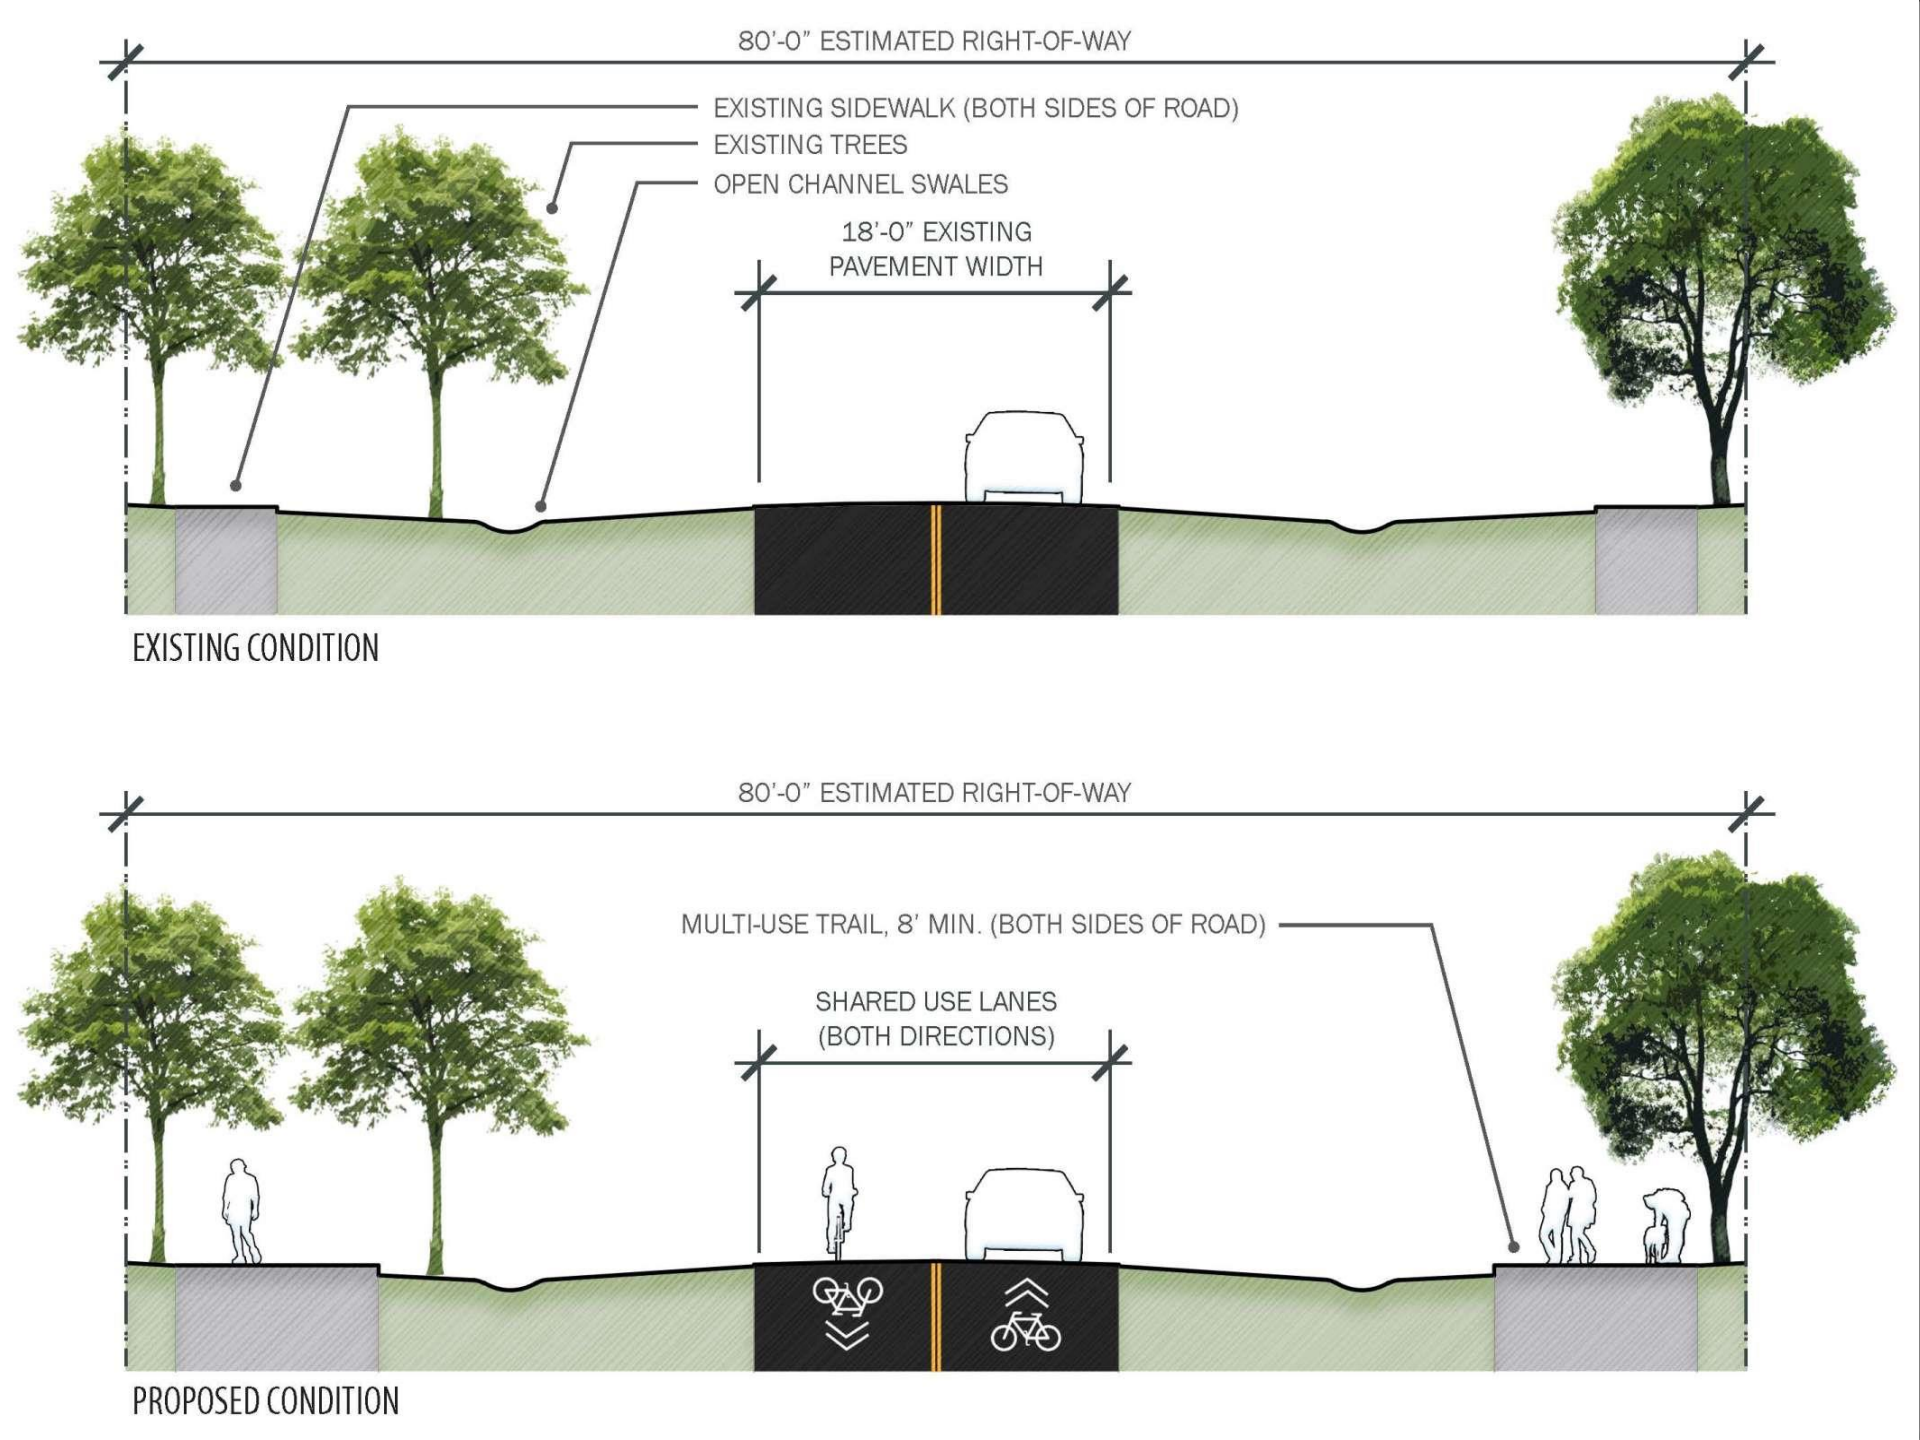 80'-0” ESTIMATED RIGHT-OF-WAY
EXISTING SIDEWALK (BOTH SIDES OF ROAD)
EXISTING TREES
OPEN CHANNEL SWALES
18'-0” EXISTING
PAVEMENT WIDTH
EXISTING CONDITION
80'-0” ESTIMATED RIGHT-OF-WAY
MULTI-USE TRAIL, 8' MIN. (BOTH SIDES OF ROAD)
SHARED USE LANES
(BOTH DIRECTIONS)
PROPOSED CONDITION